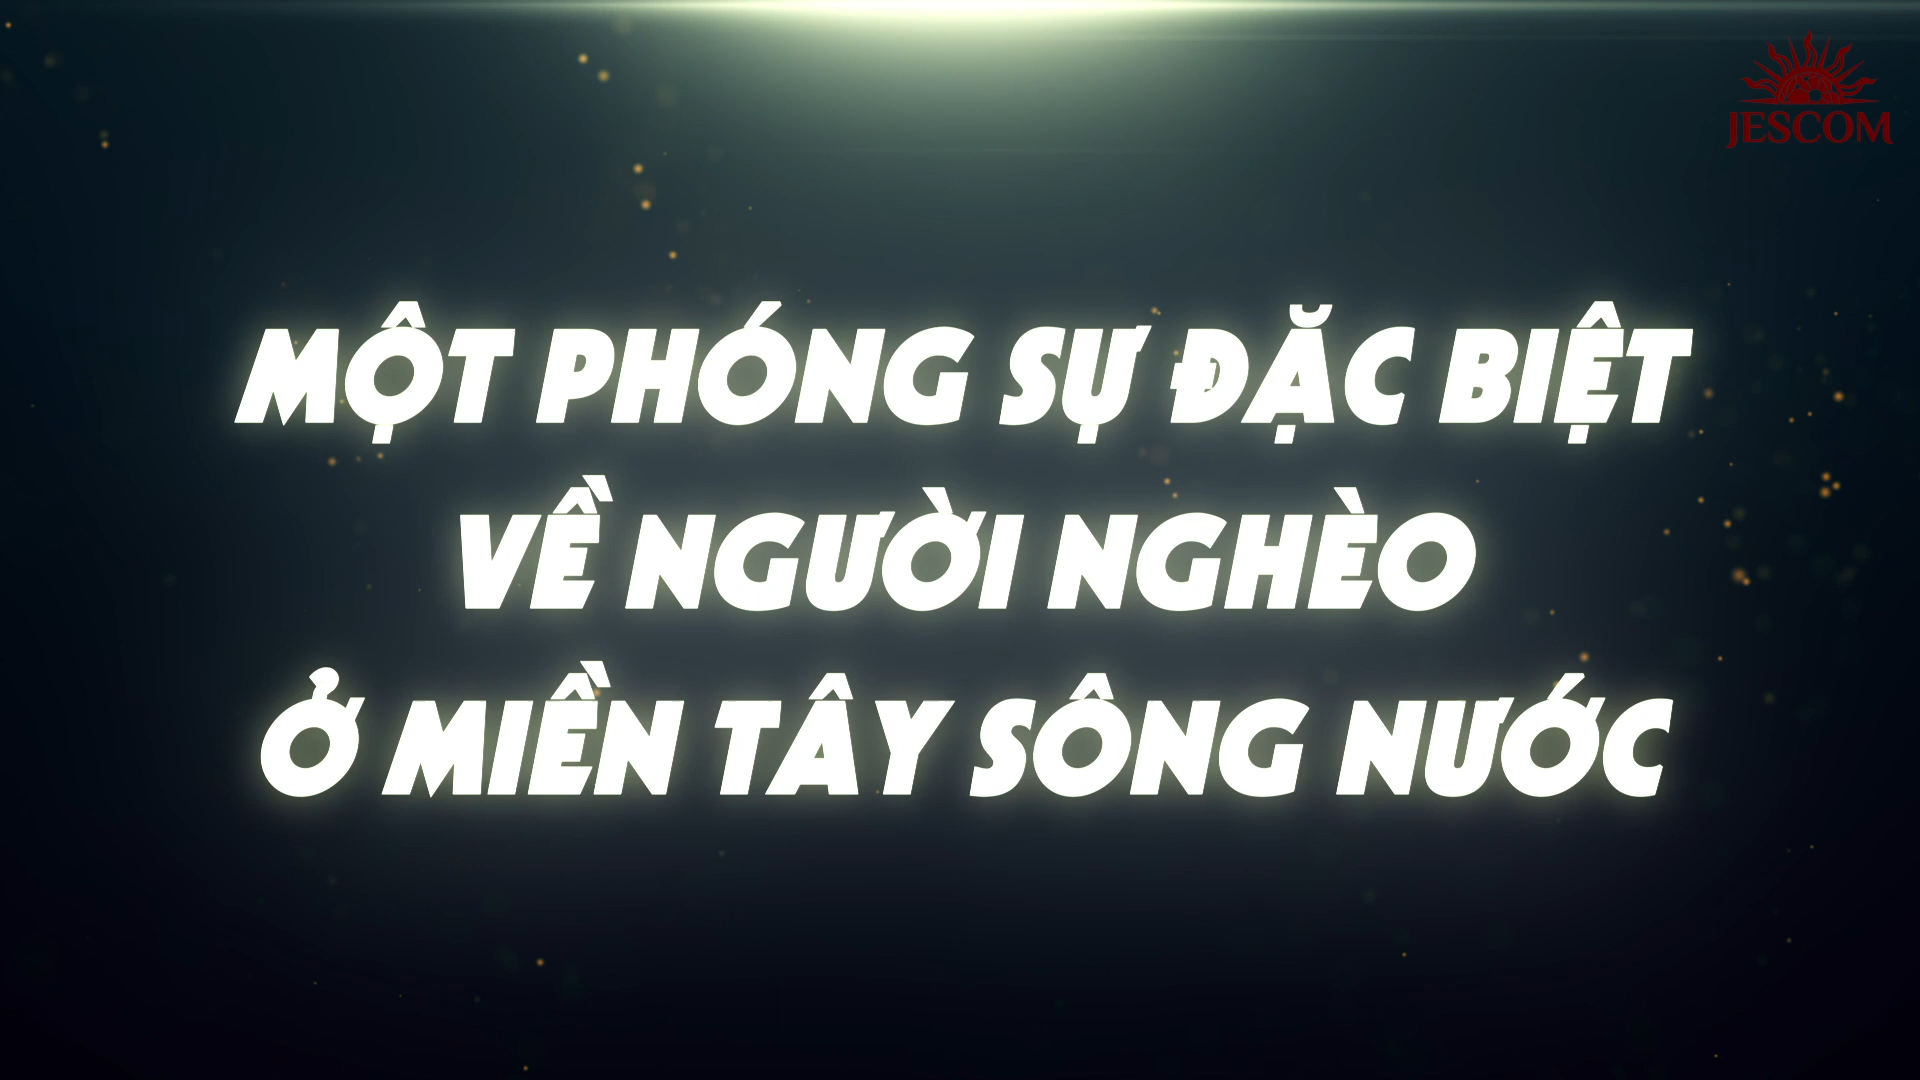 JESCOM
MỘT PHÓNG SỰ ĐẶC BIỆT
VỀ NGƯỜI NGHÈO
Ở MIỀN TÂY SÔNG NƯỚC